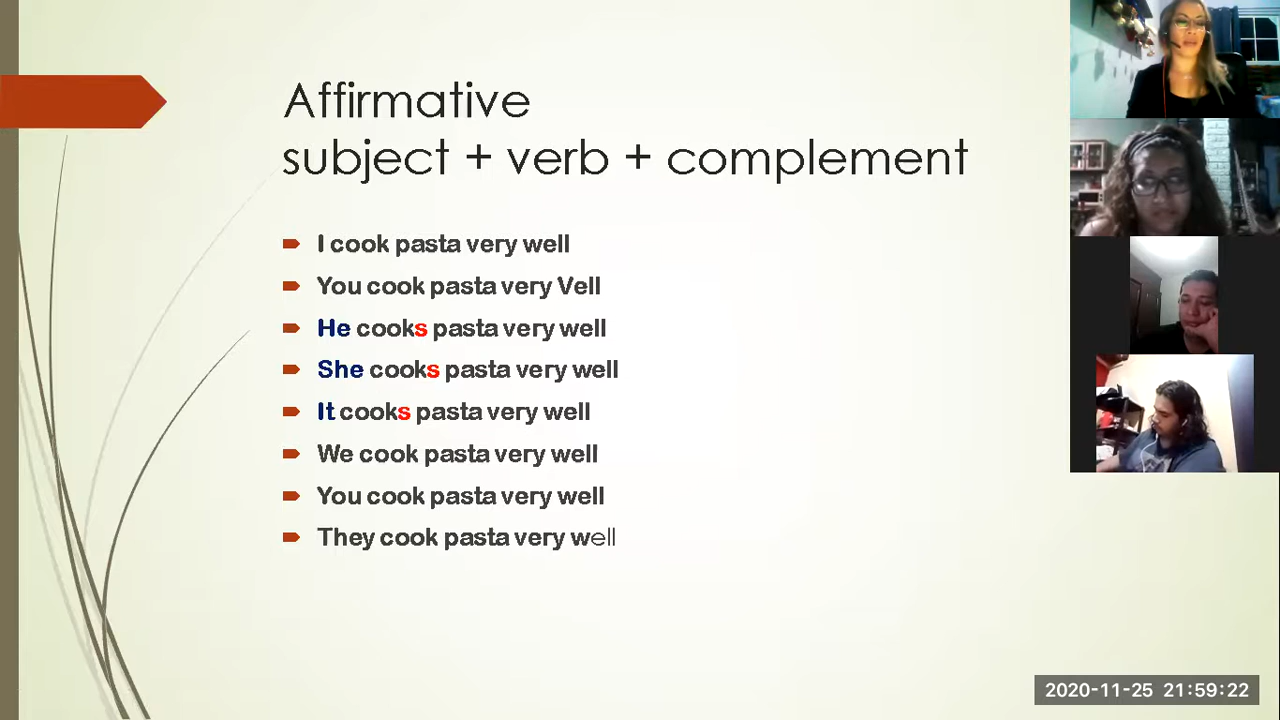 Affirmative
subject + verb + complement
I cook pasta very well
You cook pasta very Vell
He cooks pasta very well
She cooks pasta very well
It cooks pasta very well
We cook pasta very well
You cook pasta very well
They cook pasta very well
2020-11-25 21:59:22